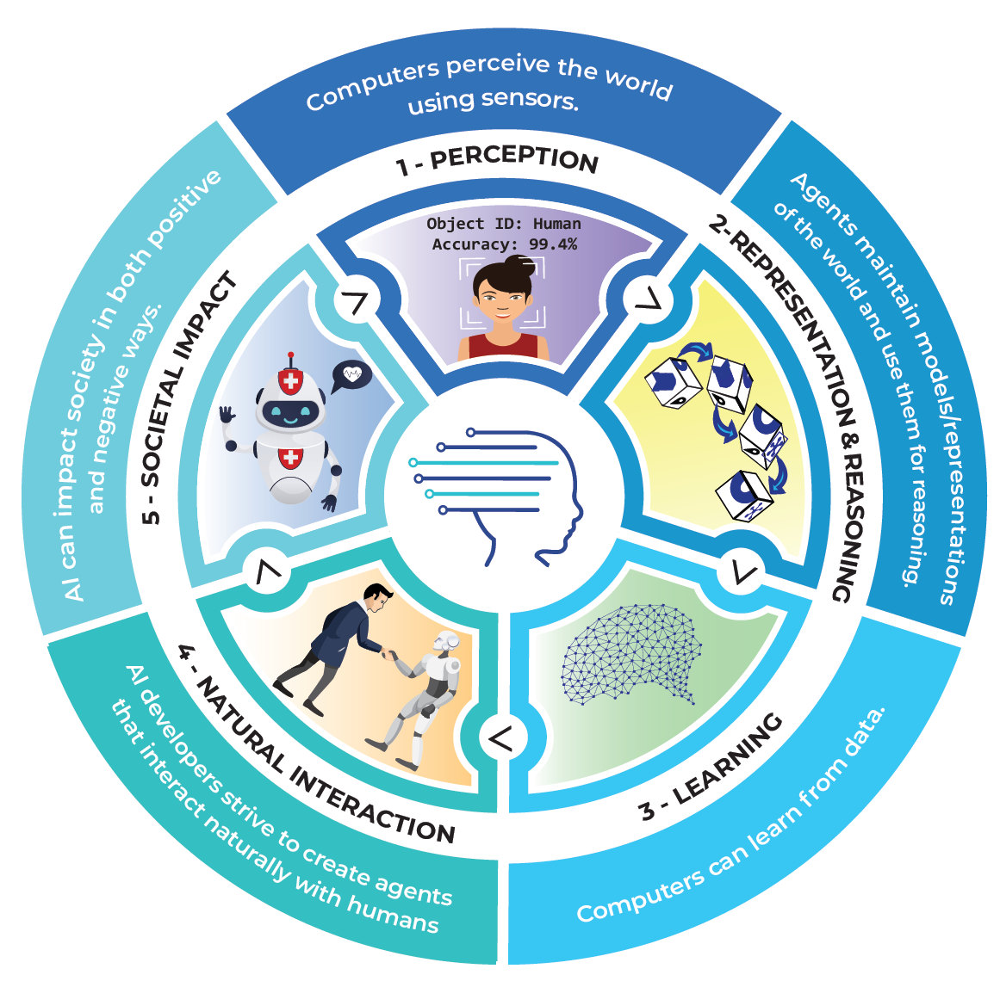 Computers perceive the world
using sensors.
1 - PERCEPTION
Object ID: Human
Accuracy: 99.4%
Agents maintain models/representations
of the world and use them for reasoning.
2-REPRESENTATION & REASONING
3 - LEARNING
Computers can learn from data.
4 - NATURAL INTERACTION
AI developers strive to create agents
that interact naturally with humans
AI can impact society in both positive
and negative ways.
5 - SOCIETAL IMPACT